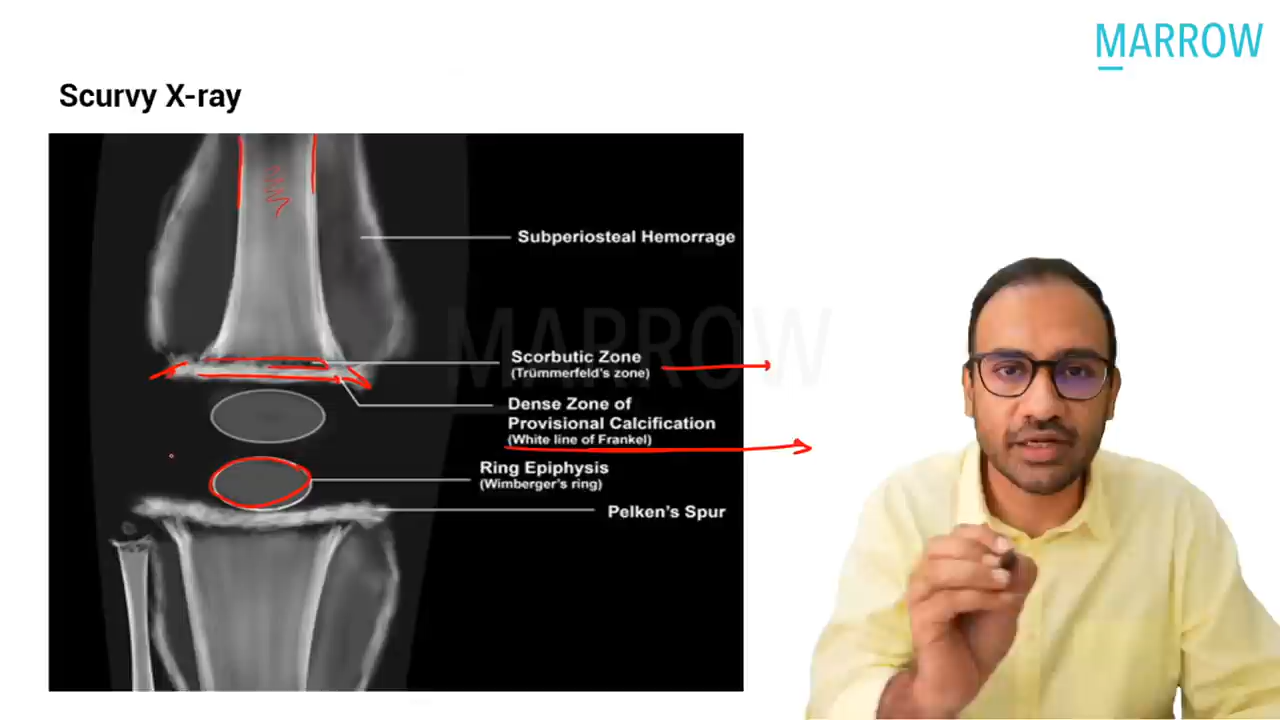 MARROW
Scurvy X-ray
Subperiosteal Hemorrage
MARROW
Scorbutic Zone
(Trümmerfeld's zone)
Dense Zone of
Provisional Calcification
(White line of Frankel)
Ring Epiphysis
(Wimberger's ring)
Pelken's Spur